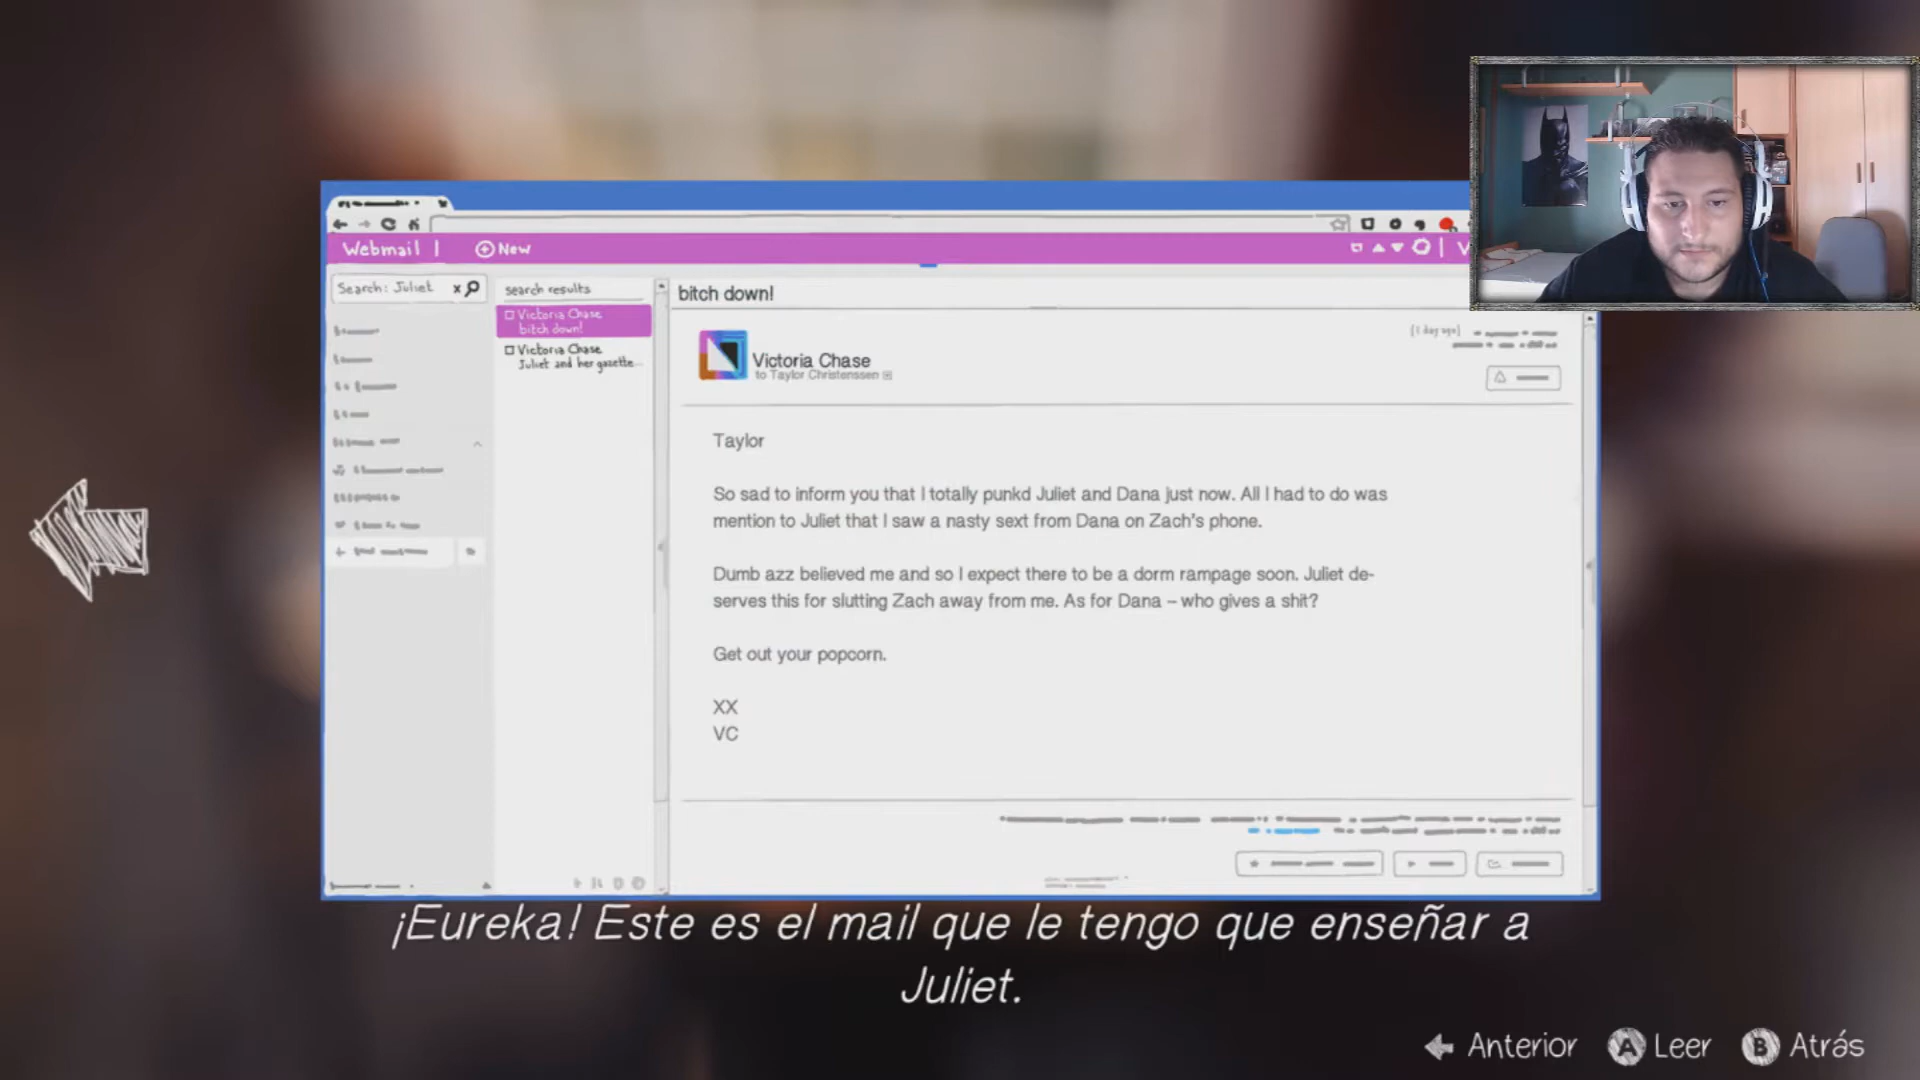 Webmail | New
Search: Juliet x
search results
Victoria Chase
bitch down!
Victoria Chase
Juliet and her gazette...
bitch down!
Victoria Chase
to Taylor Christenssen
(1 day ago)
Taylor
So sad to inform you that I totally punkd Juliet and Dana just now. All I had to do was
mention to Juliet that I saw a nasty sext from Dana on Zach's phone.
Dumb azz believed me and so I expect there to be a dorm rampage soon. Juliet de-
serves this for slutting Zach away from me. As for Dana – who gives a shit?
Get out your popcorn.
XX
VC
¡Eureka! Este es el mail que le tengo que enseñar a
Juliet.
Anterior A Leer B Atrás